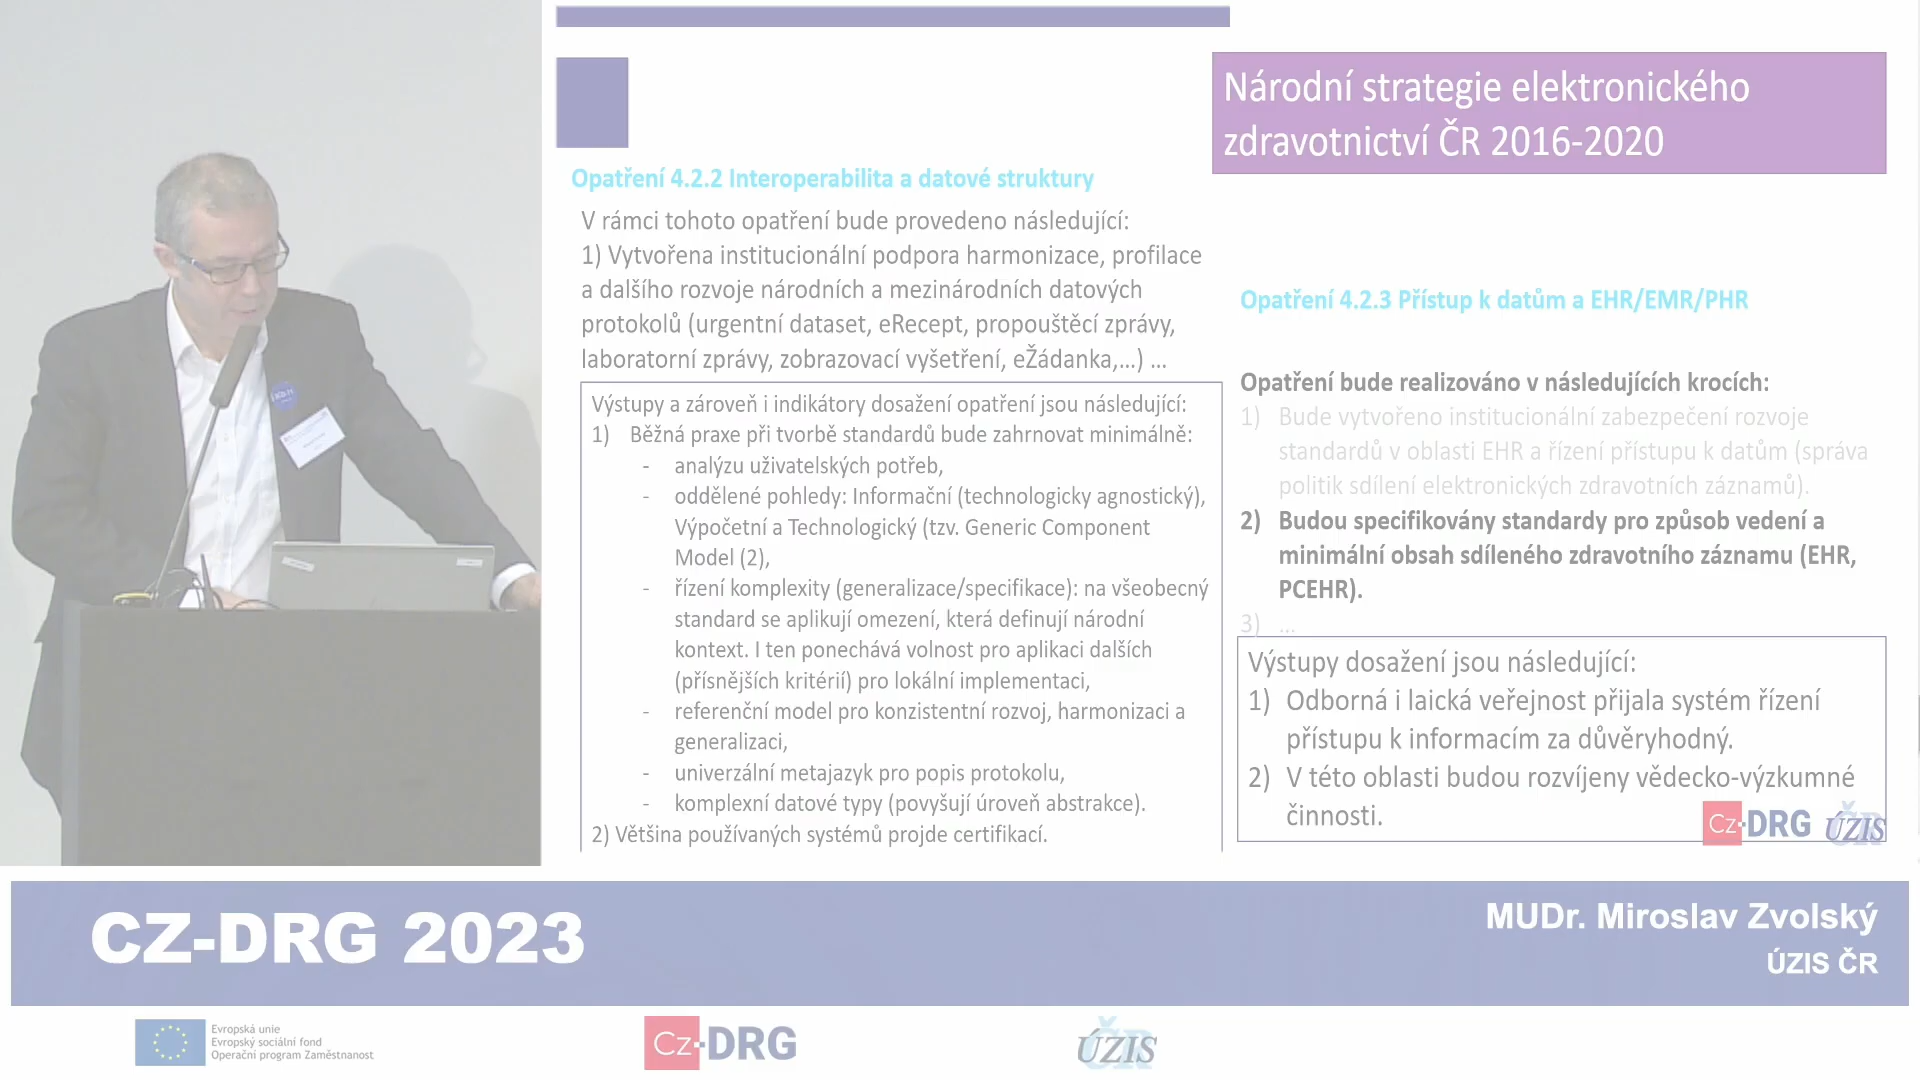 Národní strategie elektronického
zdravotnictví ČR 2016-2020
Opatření 4.2.2 Interoperabilita a datové struktury
V rámci tohoto opatření bude provedeno následující:
1) Vytvořena institucionální podpora harmonizace, profilace
a dalšího rozvoje národních a mezinárodních datových
protokolů (urgentní dataset, eRecept, propouštěcí zprávy,
laboratorní zprávy, zobrazovací vyšetření, eŽádanka,...) ...
Výstupy a zároveň i indikátory dosažení opatření jsou následující:
1) Běžná praxe při tvorbě standardů bude zahrnovat minimálně:
- analýzu uživatelských potřeb,
- oddělené pohledy: Informační (technologicky agnostický),
Výpočetní a Technologický (tzv. Generic Component
Model (2),
- řízení komplexity (generalizace/specifikace): na všeobecný
standard se aplikují omezení, která definují národní
kontext. I ten ponechává volnost pro aplikaci dalších
(přísnějších kritérií) pro lokální implementaci,
- referenční model pro konzistentní rozvoj, harmonizaci a
generalizaci,
- univerzální metajazyk pro popis protokolu,
- komplexní datové typy (povyšují úroveň abstrakce).
2) Většina používaných systémů projde certifikací.
Opatření 4.2.3 Přístup k datům a EHR/EMR/PHR
Opatření bude realizováno v následujících krocích:
1) Bude vytvořeno institucionální zabezpečení rozvoje
standardů v oblasti EHR a řízení přístupu k datům (správa
politik sdílení elektronických zdravotních záznamů).
2) Budou specifikovány standardy pro způsob vedení a
minimální obsah sdíleného zdravotního záznamu (EHR,
PCEHR).
3) ...
Výstupy dosažení jsou následující:
1) Odborná i laická veřejnost přijala systém řízení
přístupu k informacím za důvěryhodný.
2) V této oblasti budou rozvíjeny vědecko-výzkumné
činnosti.
Cz-DRG ÚZIS ČR
CZ-DRG 2023
MUDr. Miroslav Zvolský
ÚZIS ČR
Evropská unie
Evropský sociální fond
Operační program Zaměstnanost
Cz-DRG
ÚZIS ČR